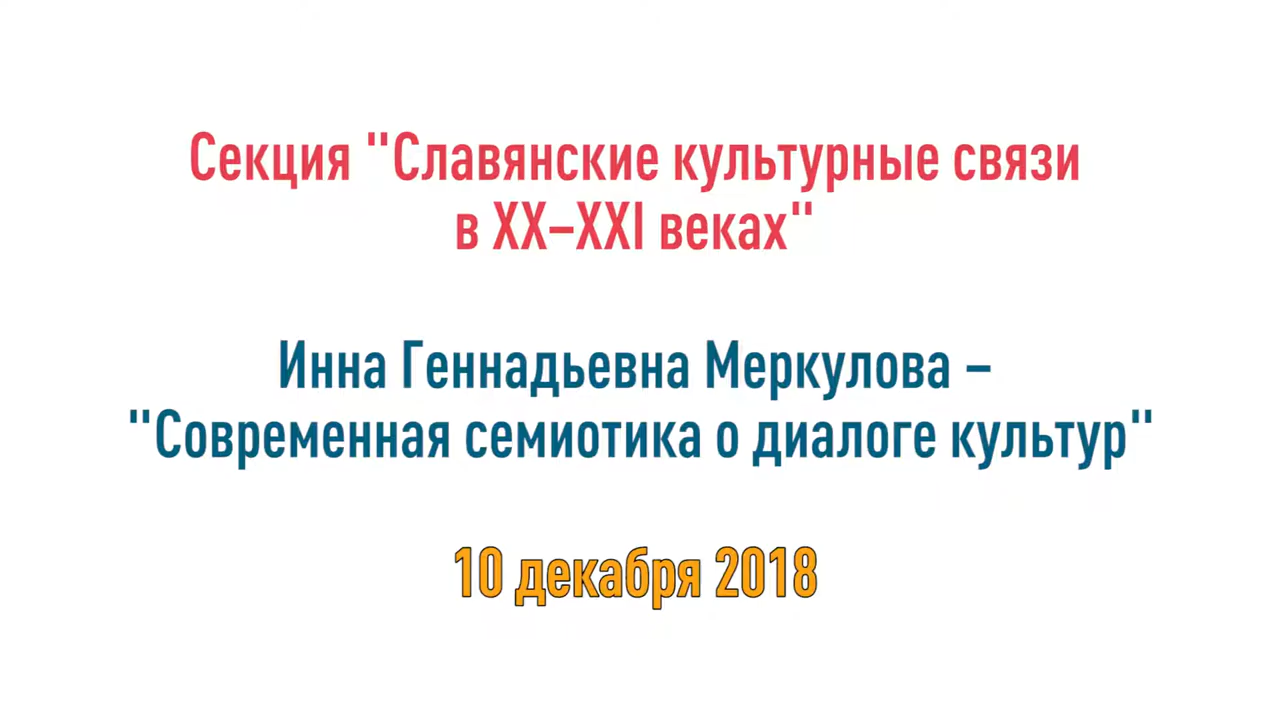 Секция "Славянские культурные связи
в XX–XXI веках"
Инна Геннадьевна Меркулова –
"Современная семиотика о диалоге культур"
10 декабря 2018